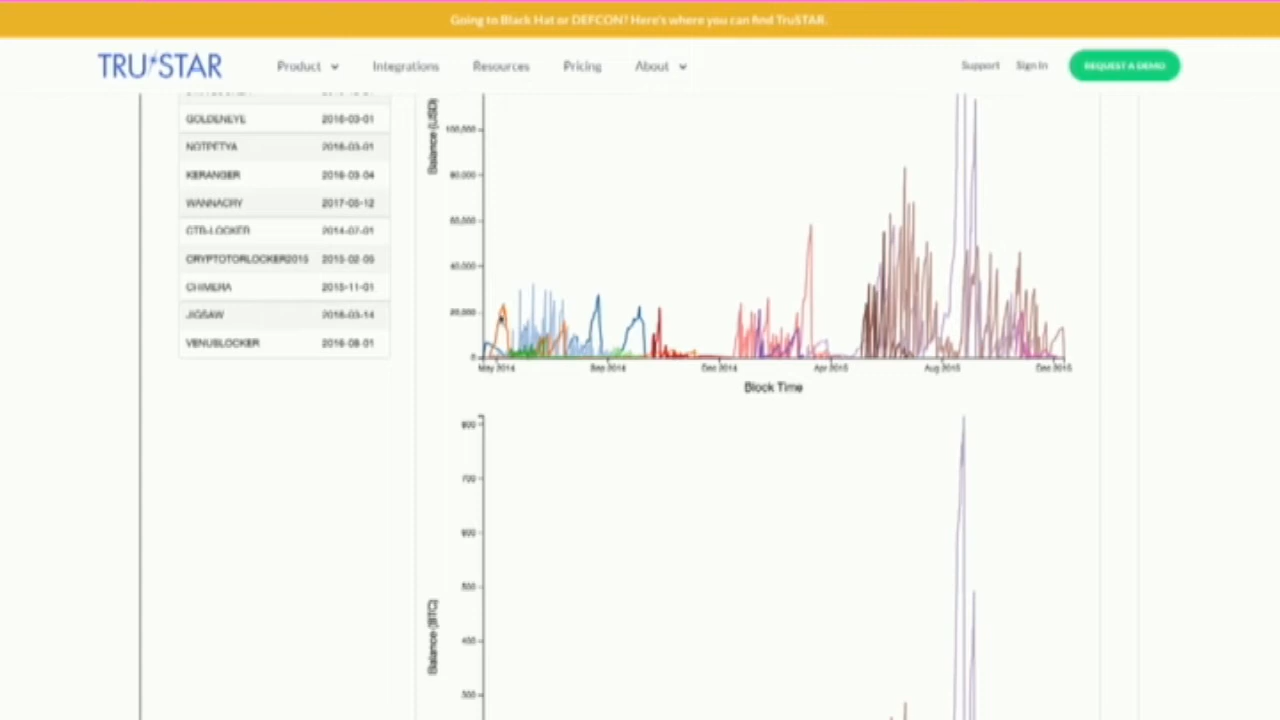 Going to Black Hat or DEFCON? Here's where you can find TruSTAR.
TRUSTAR
Product
Integrations
Resources
Pricing
About
Support
Sign In
REQUEST A DEMO
GOLDENEYE 2016-03-01
NOTPETYA 2016-03-01
KERANGER 2016-03-04
WANNACRY 2017-05-12
CTB-LOCKER 2014-07-01
CRYPTOTORLOCKER2015 2015-02-05
CHIMERA 2015-11-01
JIGSAW 2016-03-14
VENUSLOCKER 2016-08-01
Balance (USD)
100,000
80,000
60,000
40,000
20,000
0
May 2014
Sep 2014
Dec 2014
Apr 2015
Aug 2015
Dec 2015
Block Time
Balance (BTC)
800
700
600
500
400
300